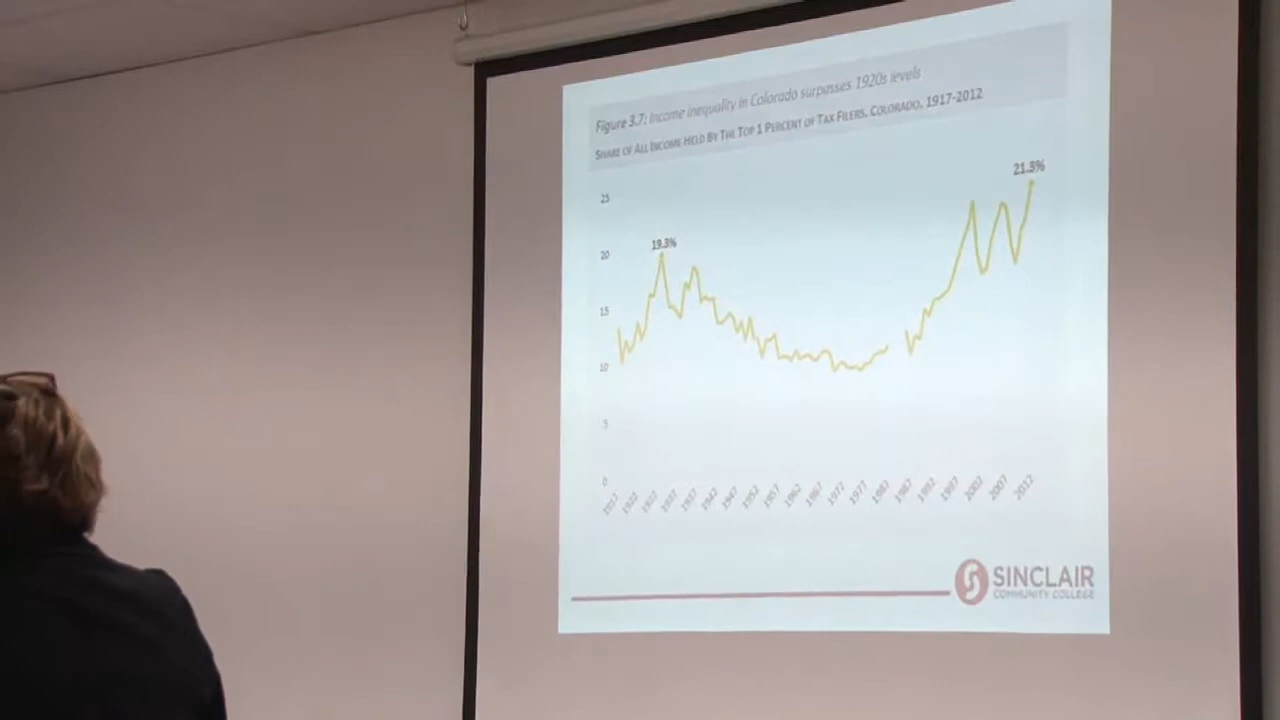 Figure 3.7: Income inequality in Colorado surpasses 1920s levels
SHARE OF ALL INCOME HELD BY THE TOP 1 PERCENT OF TAX FILERS, COLORADO, 1917-2012
21.3%
25
19.3%
20
15
10
5
0
1917 1922 1927 1932 1937 1942 1947 1952 1957 1962 1967 1972 1977 1982 1987 1992 1997 2002 2007 2012
SINCLAIR
COMMUNITY COLLEGE